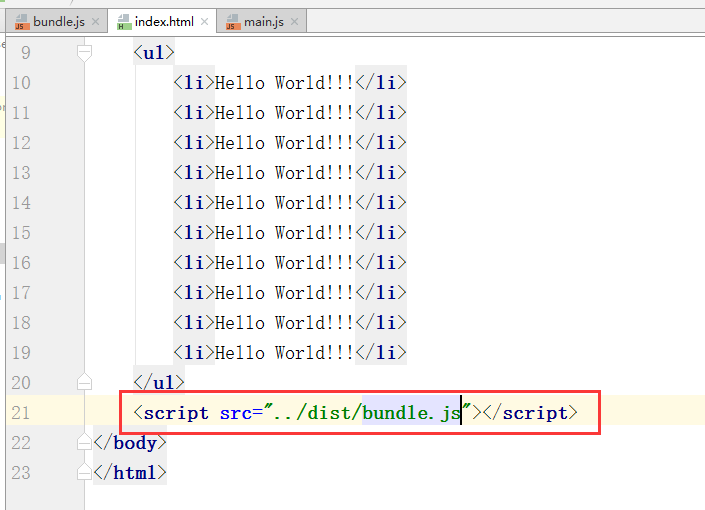 bundle.js index.html main.js
9 <ul>
10 <li>Hello World!!!</li>
11 <li>Hello World!!!</li>
12 <li>Hello World!!!</li>
13 <li>Hello World!!!</li>
14 <li>Hello World!!!</li>
15 <li>Hello World!!!</li>
16 <li>Hello World!!!</li>
17 <li>Hello World!!!</li>
18 <li>Hello World!!!</li>
19 <li>Hello World!!!</li>
20 </ul>
21 <script src="../dist/bundle.js"></script>
22 </body>
23 </html>